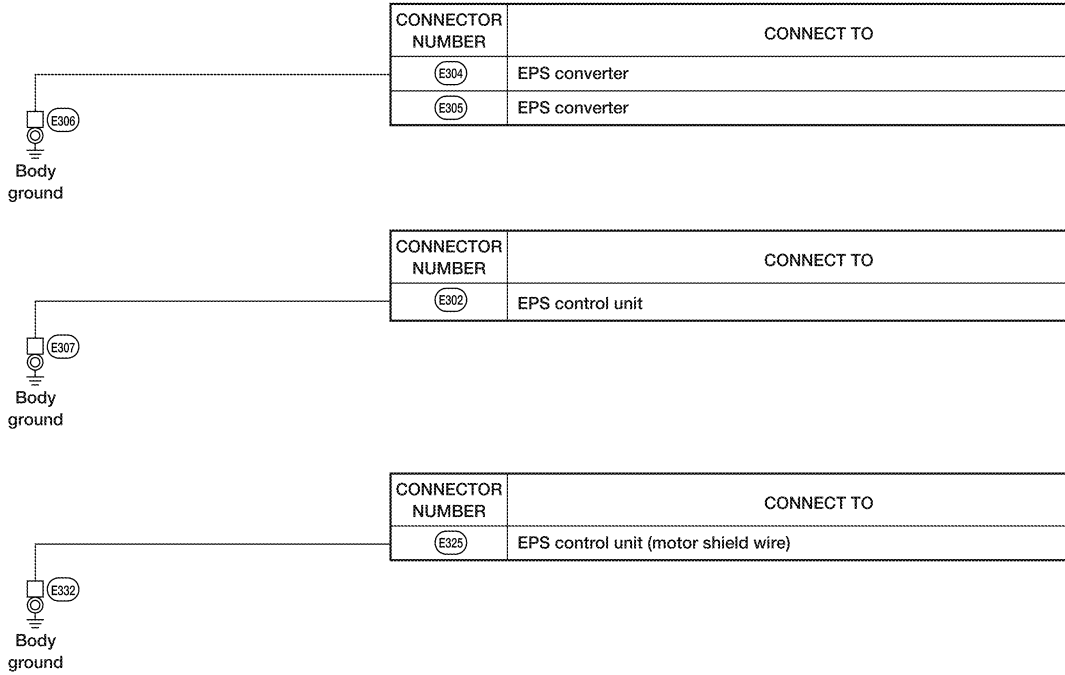 CONNECTOR
NUMBER
CONNECT TO
E304
EPS converter
E305
EPS converter
E306
Body
ground
CONNECTOR
NUMBER
CONNECT TO
E302
EPS control unit
E307
Body
ground
CONNECTOR
NUMBER
CONNECT TO
E325
EPS control unit (motor shield wire)
E332
Body
ground